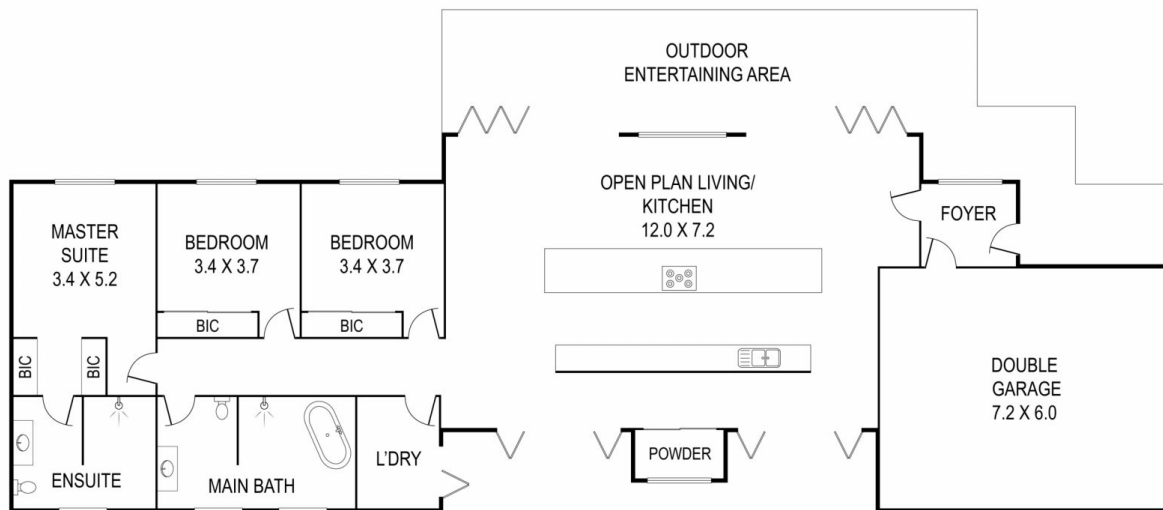 OUTDOOR
ENTERTAINING AREA
OPEN PLAN LIVING/
KITCHEN
12.0 X 7.2
FOYER
MASTER
SUITE
3.4 X 5.2
BEDROOM
3.4 X 3.7
BEDROOM
3.4 X 3.7
BIC
BIC
BIC
BIC
DOUBLE
GARAGE
7.2 X 6.0
ENSUITE
MAIN BATH
L'DRY
POWDER